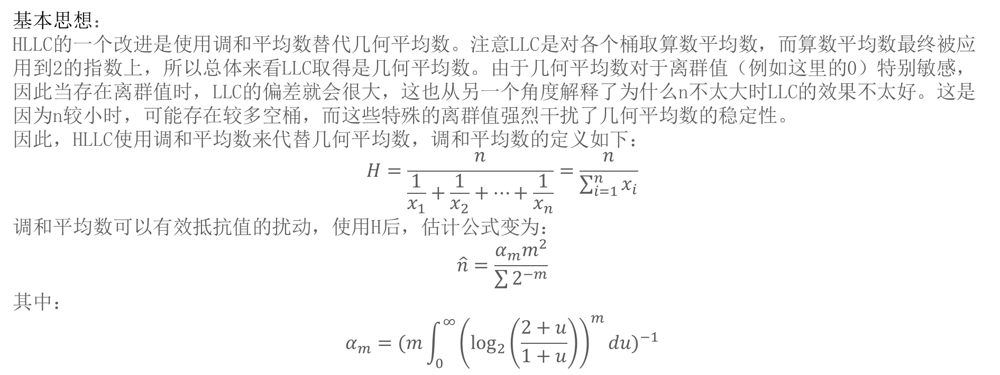 基本思想：
HLLC的一个改进是使用调和平均数替代几何平均数。注意LLC是对各个桶取算数平均数，而算数平均数最终被应
用到2的指数上，所以总体来看LLC取得是几何平均数。由于几何平均数对于离群值（例如这里的0）特别敏感，
因此当存在离群值时，LLC的偏差就会很大，这也从另一个角度解释了为什么n不太大时LLC的效果不太好。这是
因为n较小时，可能存在较多空桶，而这些特殊的离群值强烈干扰了几何平均数的稳定性。
因此，HLLC使用调和平均数来代替几何平均数，调和平均数的定义如下：
H = \frac{n}{\frac{1}{x_1} + \frac{1}{x_2} + \cdots + \frac{1}{x_n}} = \frac{n}{\sum_{i=1}^{n} x_i}
调和平均数可以有效抵抗值的扰动，使用H后，估计公式变为：
\hat{n} = \frac{\alpha_m m^2}{\sum 2^{-m}}
其中：
\alpha_m = (m \int_0^\infty \left( \log_2 \left( \frac{2+u}{1+u} \right) \right)^m du)^{-1}